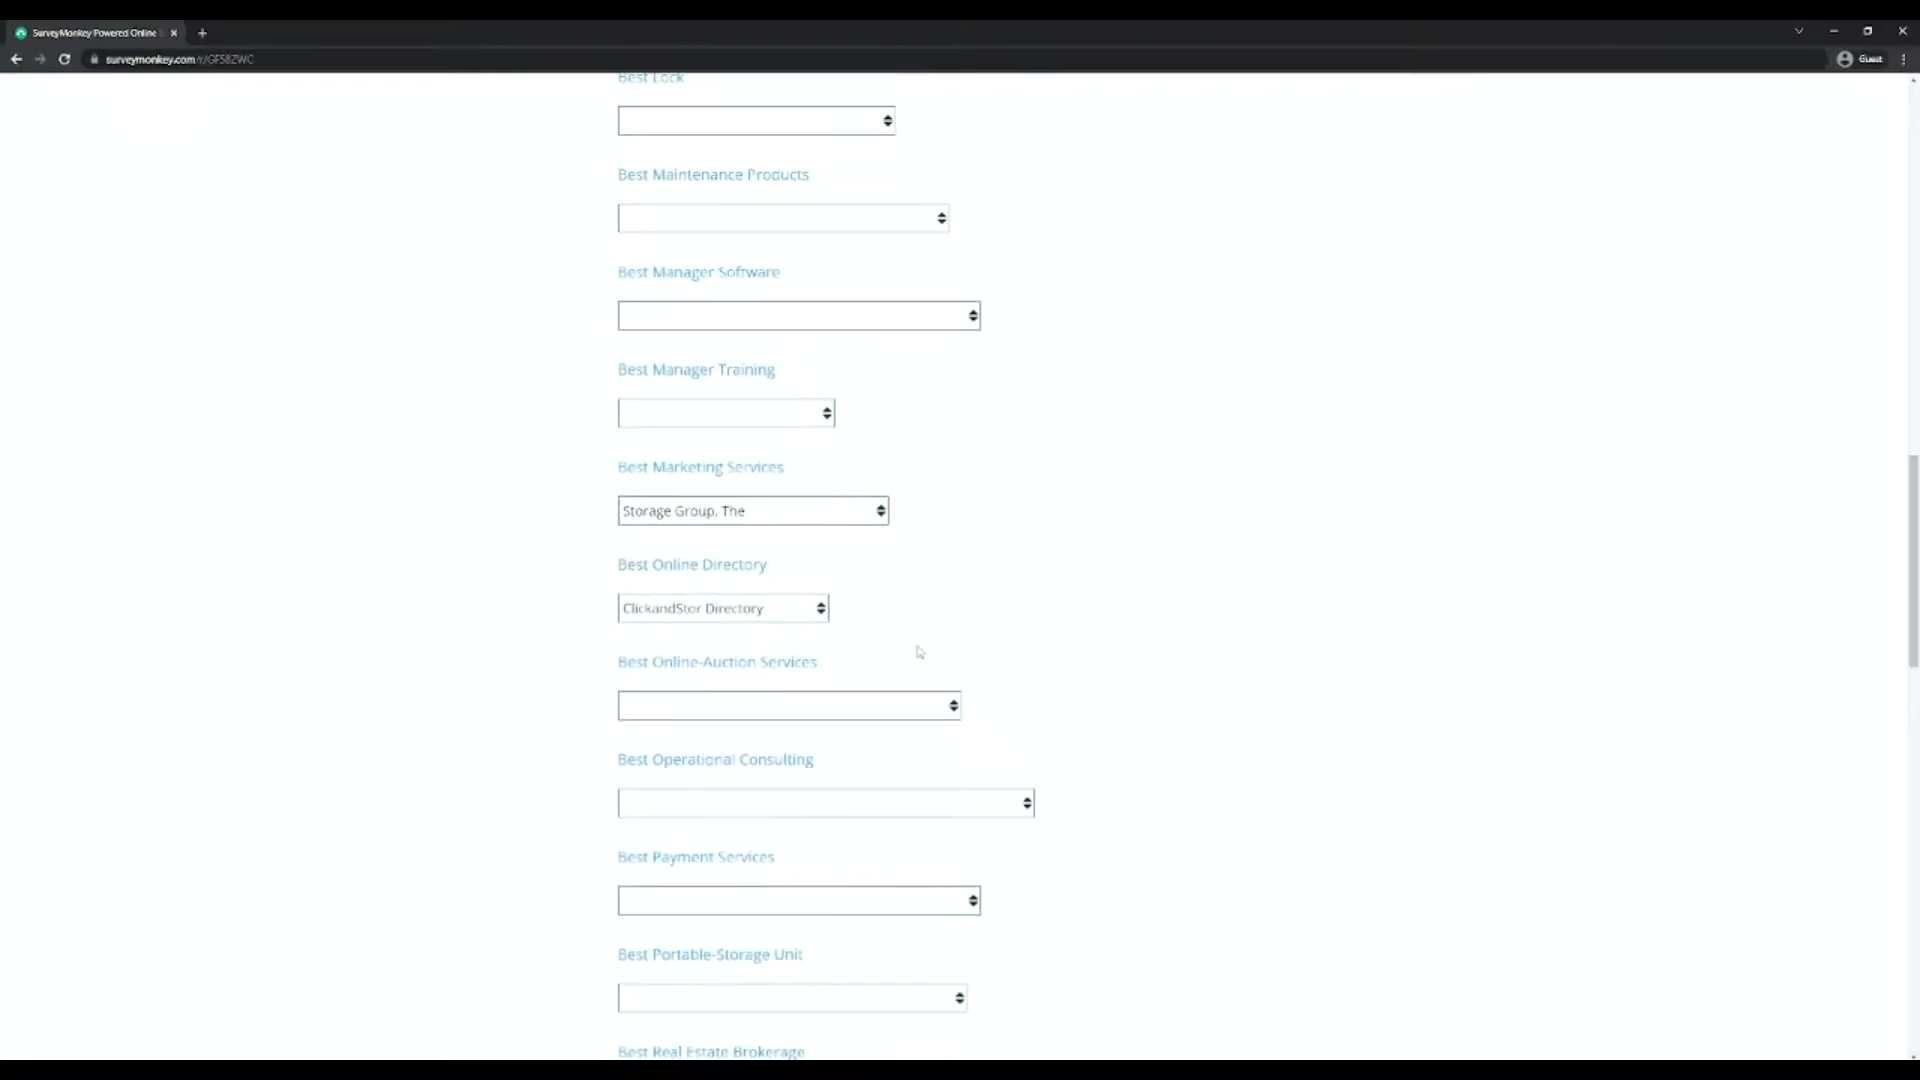 SurveyMonkey Powered Online
surveymonkey.com/r/GFS8ZWC
Guest
Best Lock
Best Maintenance Products
Best Manager Software
Best Manager Training
Best Marketing Services
Storage Group, The
Best Online Directory
ClickandStor Directory
Best Online-Auction Services
Best Operational Consulting
Best Payment Services
Best Portable-Storage Unit
Best Real Estate Brokerage